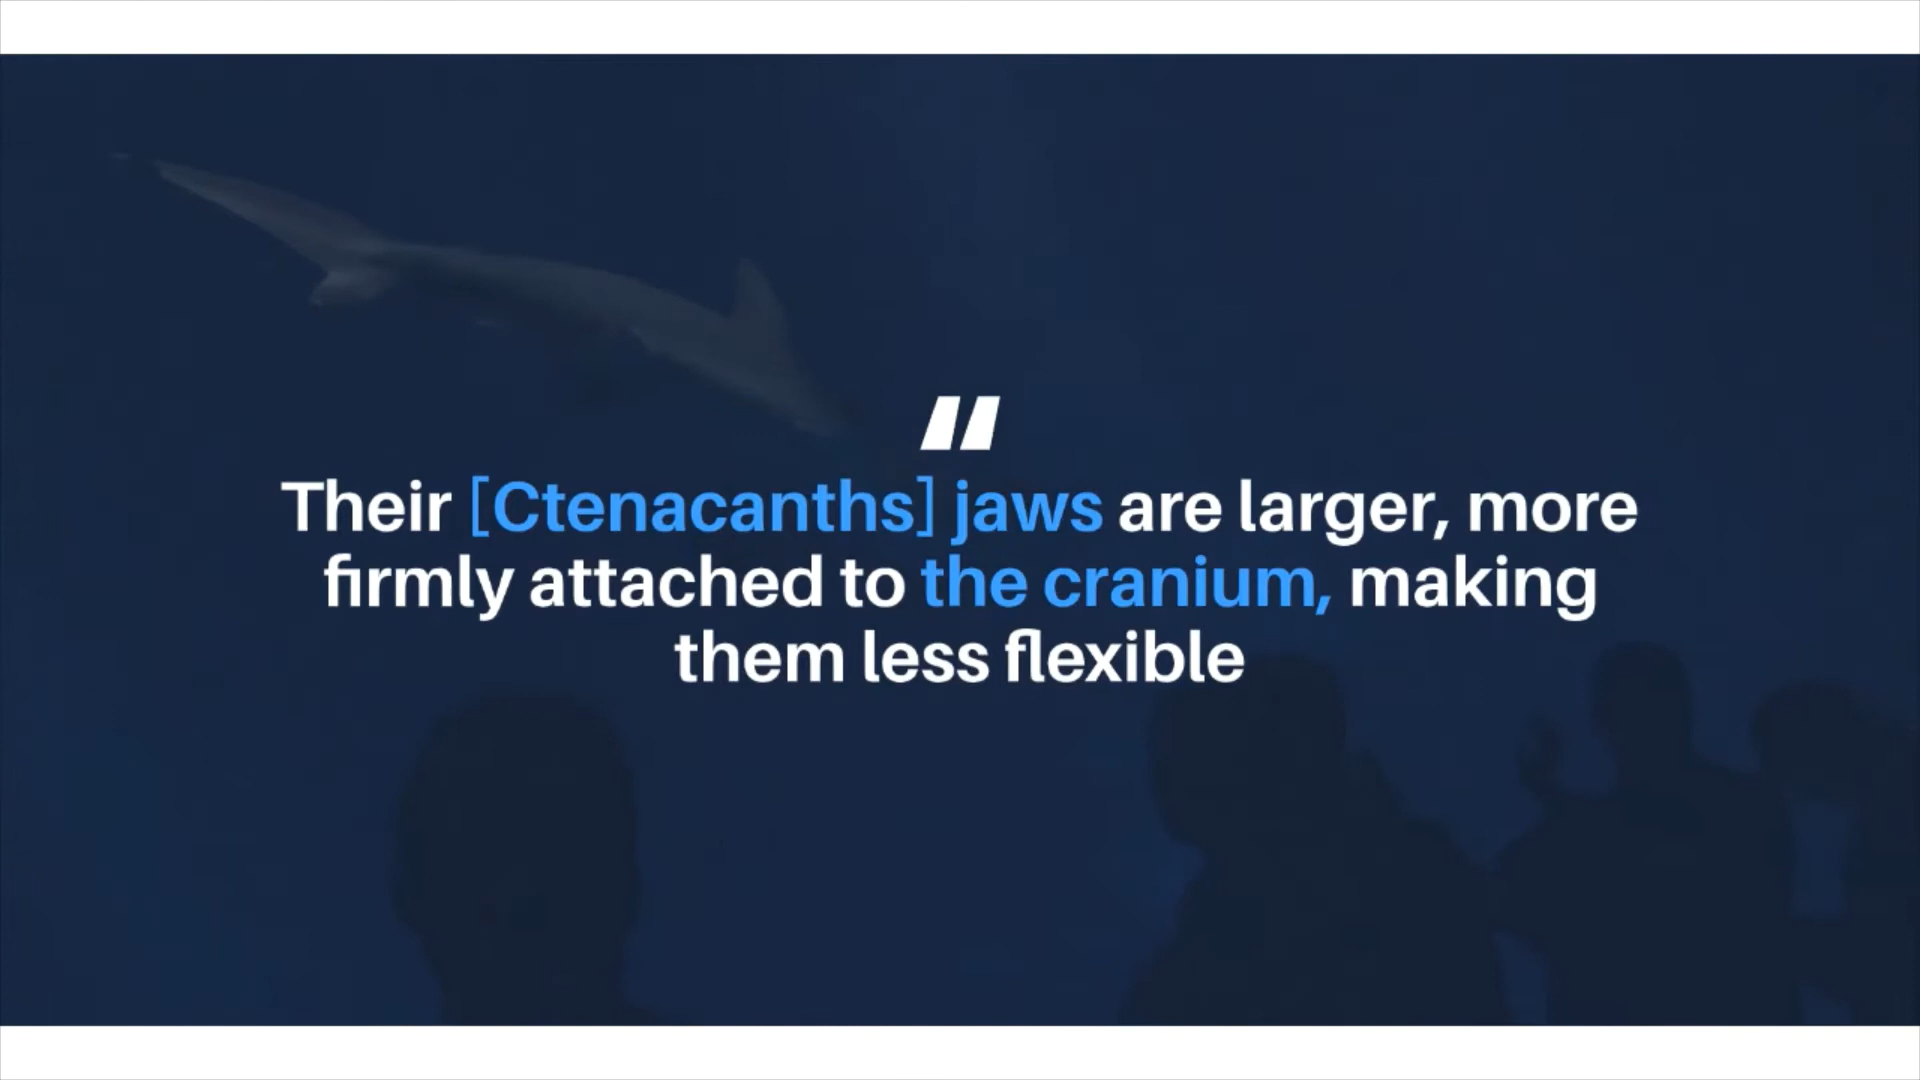 "
Their [Ctenacanths] jaws are larger, more
firmly attached to the cranium, making
them less flexible